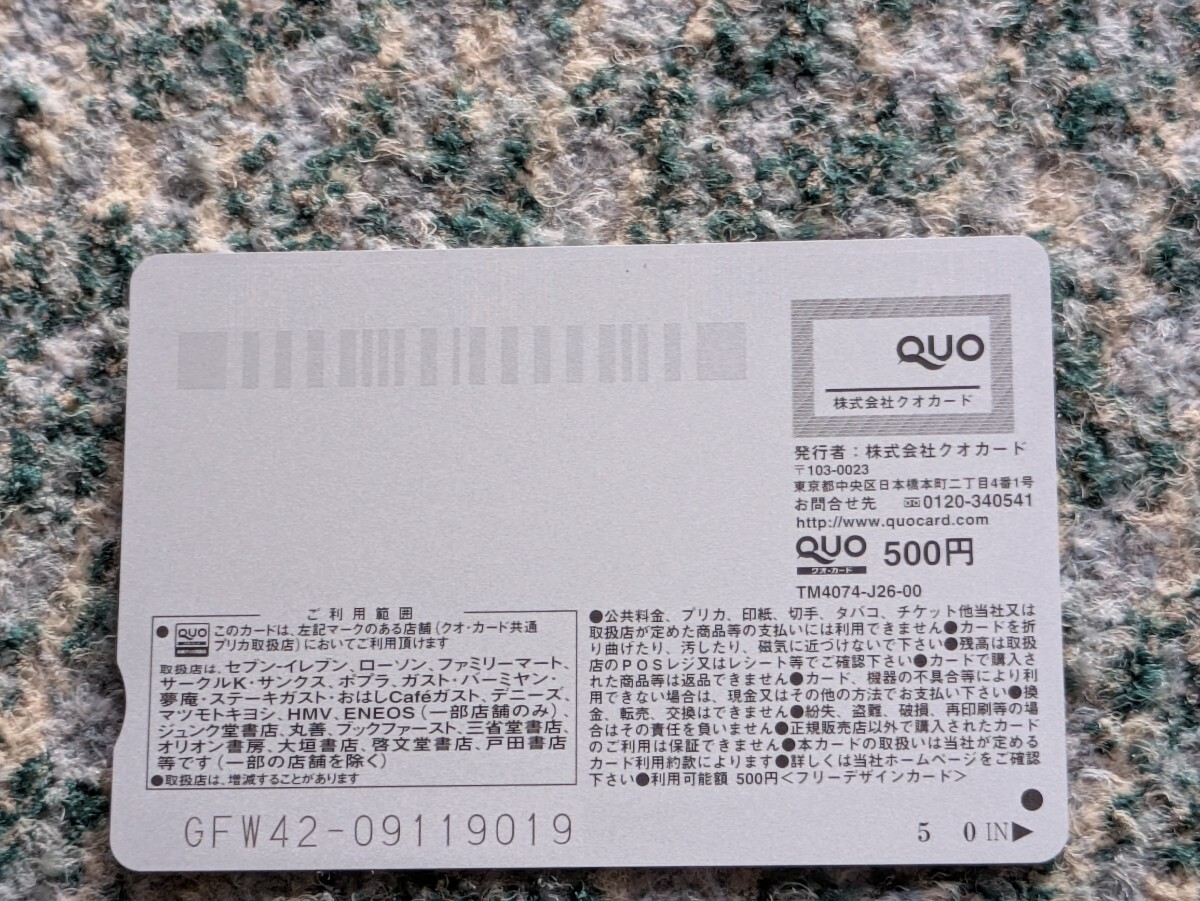 QUO
株式会社クオカード
発行者：株式会社クオカード
〒103-0023
東京都中央区日本橋本町二丁目4番1号
お問合せ先 0120-340541
http://www.quocard.com
QUO 500円
クオ・カード
TM4074-J26-00
ご利用範囲
●QUO このカードは、左記マークのある店舗(クオ・カード共通
プリカ取扱店)においてご利用頂けます
取扱店は、セブン-イレブン、ローソン、ファミリーマート、
サークルK・サンクス、ポプラ、ガスト・バーミヤン・
夢庵・ステーキガスト・おはしCaféガスト、デニーズ、
マツモトキヨシ、HMV、ENEOS(一部店舗のみ)、
ジュンク堂書店、丸善、ブックファースト、三省堂書店、
オリオン書房、大垣書店、啓文堂書店、戸田書店
等です(一部の店舗を除く)
●取扱店は、増減することがあります
●公共料金、プリカ、印紙、切手、タバコ、チケット他当社又は
取扱店が定めた商品等の支払いには利用できません●カードを折
り曲げたり、汚したり、磁気に近づけないで下さい●残高は取扱
店のPOSレジ又はレシート等でご確認下さい●カードで購入さ
れた商品等は返品できません●カード、機器の不具合等により利
用できない場合は、現金又はその他の方法でお支払い下さい●換
金、転売、交換はできません●紛失、盗難、破損、再印刷等の場
合はその責任を負いません●正規販売店以外で購入されたカード
のご利用は保証できません●本カードの取扱いは当社が定める
カード利用約款によります●詳しくは当社ホームページをご確認
下さい●利用可能額 500円<フリーデザインカード>
GFW42-09119019
5 0 IN▶